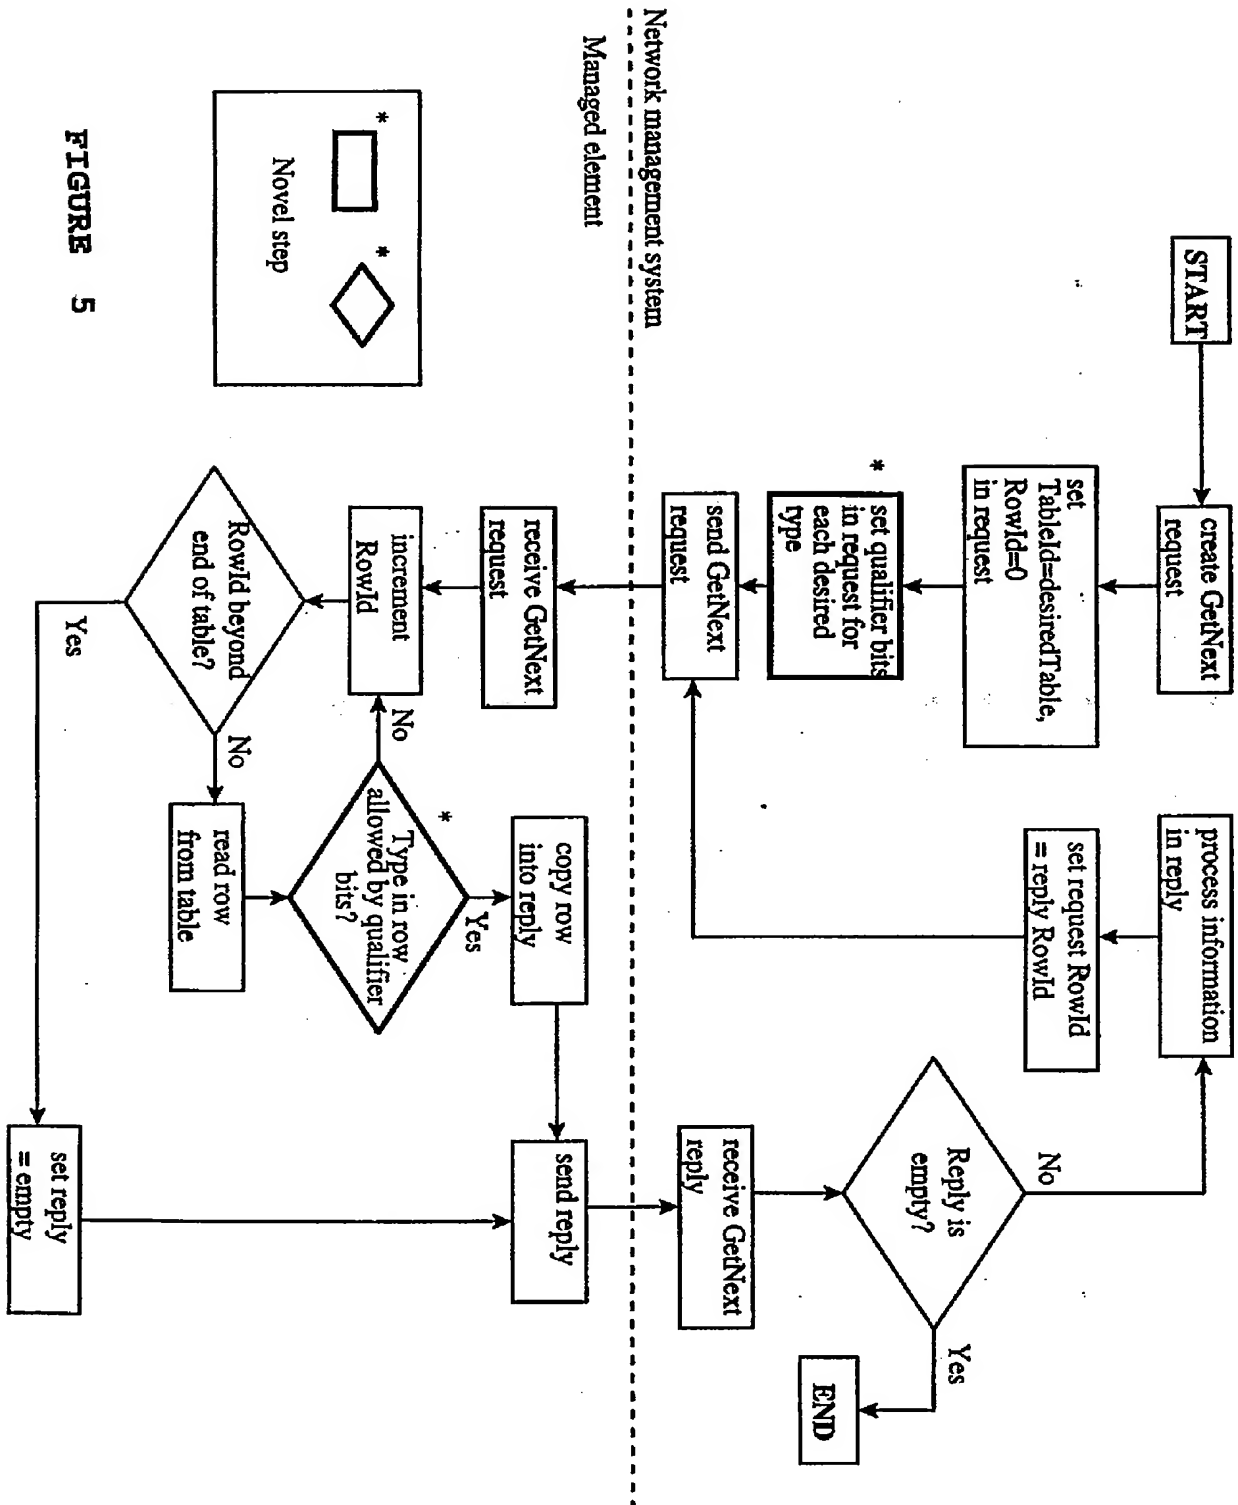 START
create GetNext
request
set
TableId=desiredTable,
RowId=0
in request
*
set qualifier bits
in request for
each desired
type
send GetNext
request
process information
in reply
set request RowId
= reply RowId
No
Reply is
empty?
Yes
END
receive GetNext
reply
Network management system
Managed element
receive GetNext
request
increment
RowId
RowId beyond
end of table?
Yes
No
read row
from table
*
Type in row
allowed by qualifier
bits?
No
Yes
copy row
into reply
send reply
set reply
= empty
*
*
Novel step
FIGURE 5